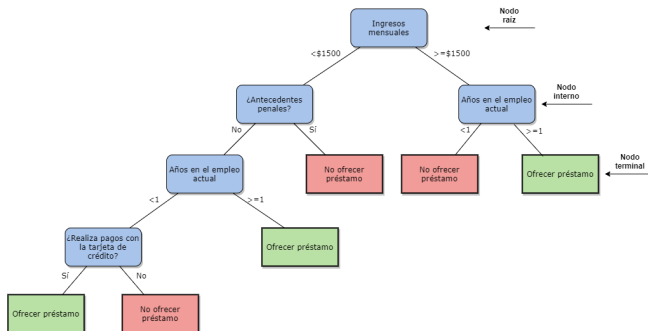 Ingresos
mensuales
Nodo
raíz
<$1500
>=$1500
¿Antecedentes
penales?
Años en el empleo
actual
Nodo
interno
No
Sí
<1
>=1
Años en el empleo
actual
No ofrecer
préstamo
No ofrecer
préstamo
Ofrecer préstamo
Nodo
terminal
<1
>=1
¿Realiza pagos con
la tarjeta de
crédito?
Ofrecer préstamo
Sí
No
Ofrecer préstamo
No ofrecer
préstamo